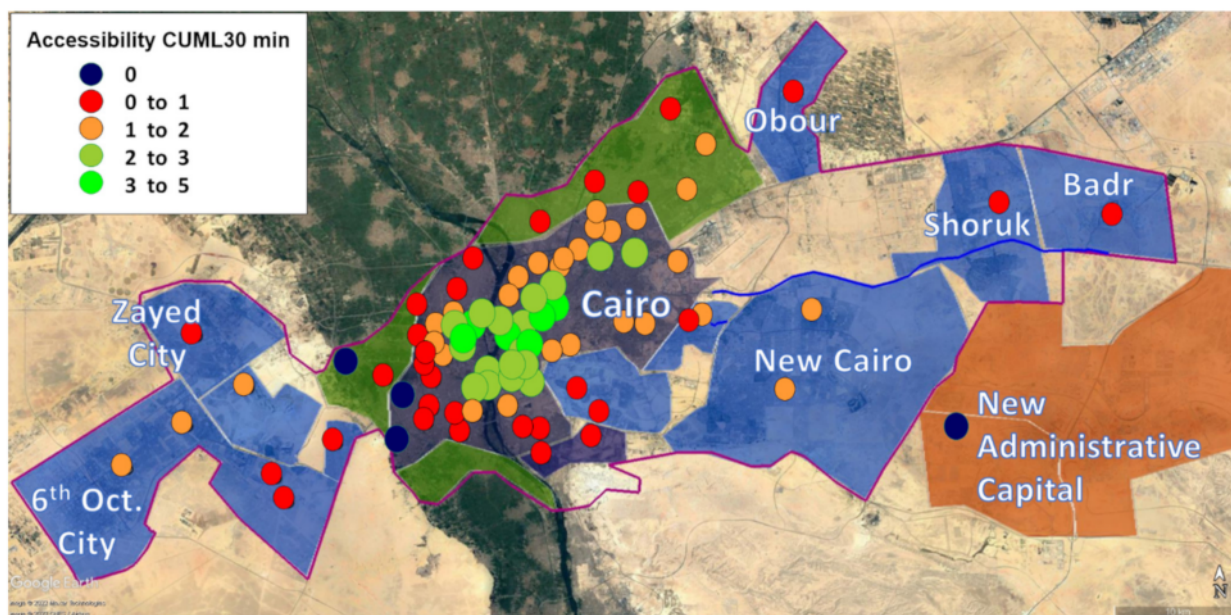 Accessibility CUML30 min
0
0 to 1
1 to 2
2 to 3
3 to 5
Obour
Badr
Shoruk
Cairo
Zayed
City
New Cairo
New
Administrative
Capital
6th Oct.
City
Google Earth
N